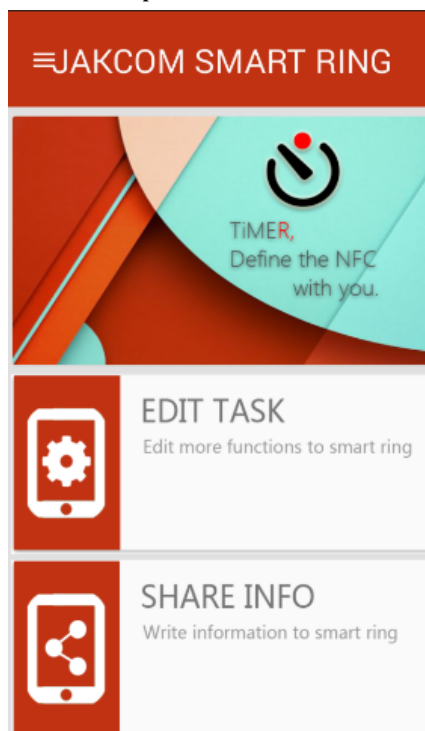 JAKCOM SMART RING
TiMER,
Define the NFC
with you.
EDIT TASK
Edit more functions to smart ring
SHARE INFO
Write information to smart ring